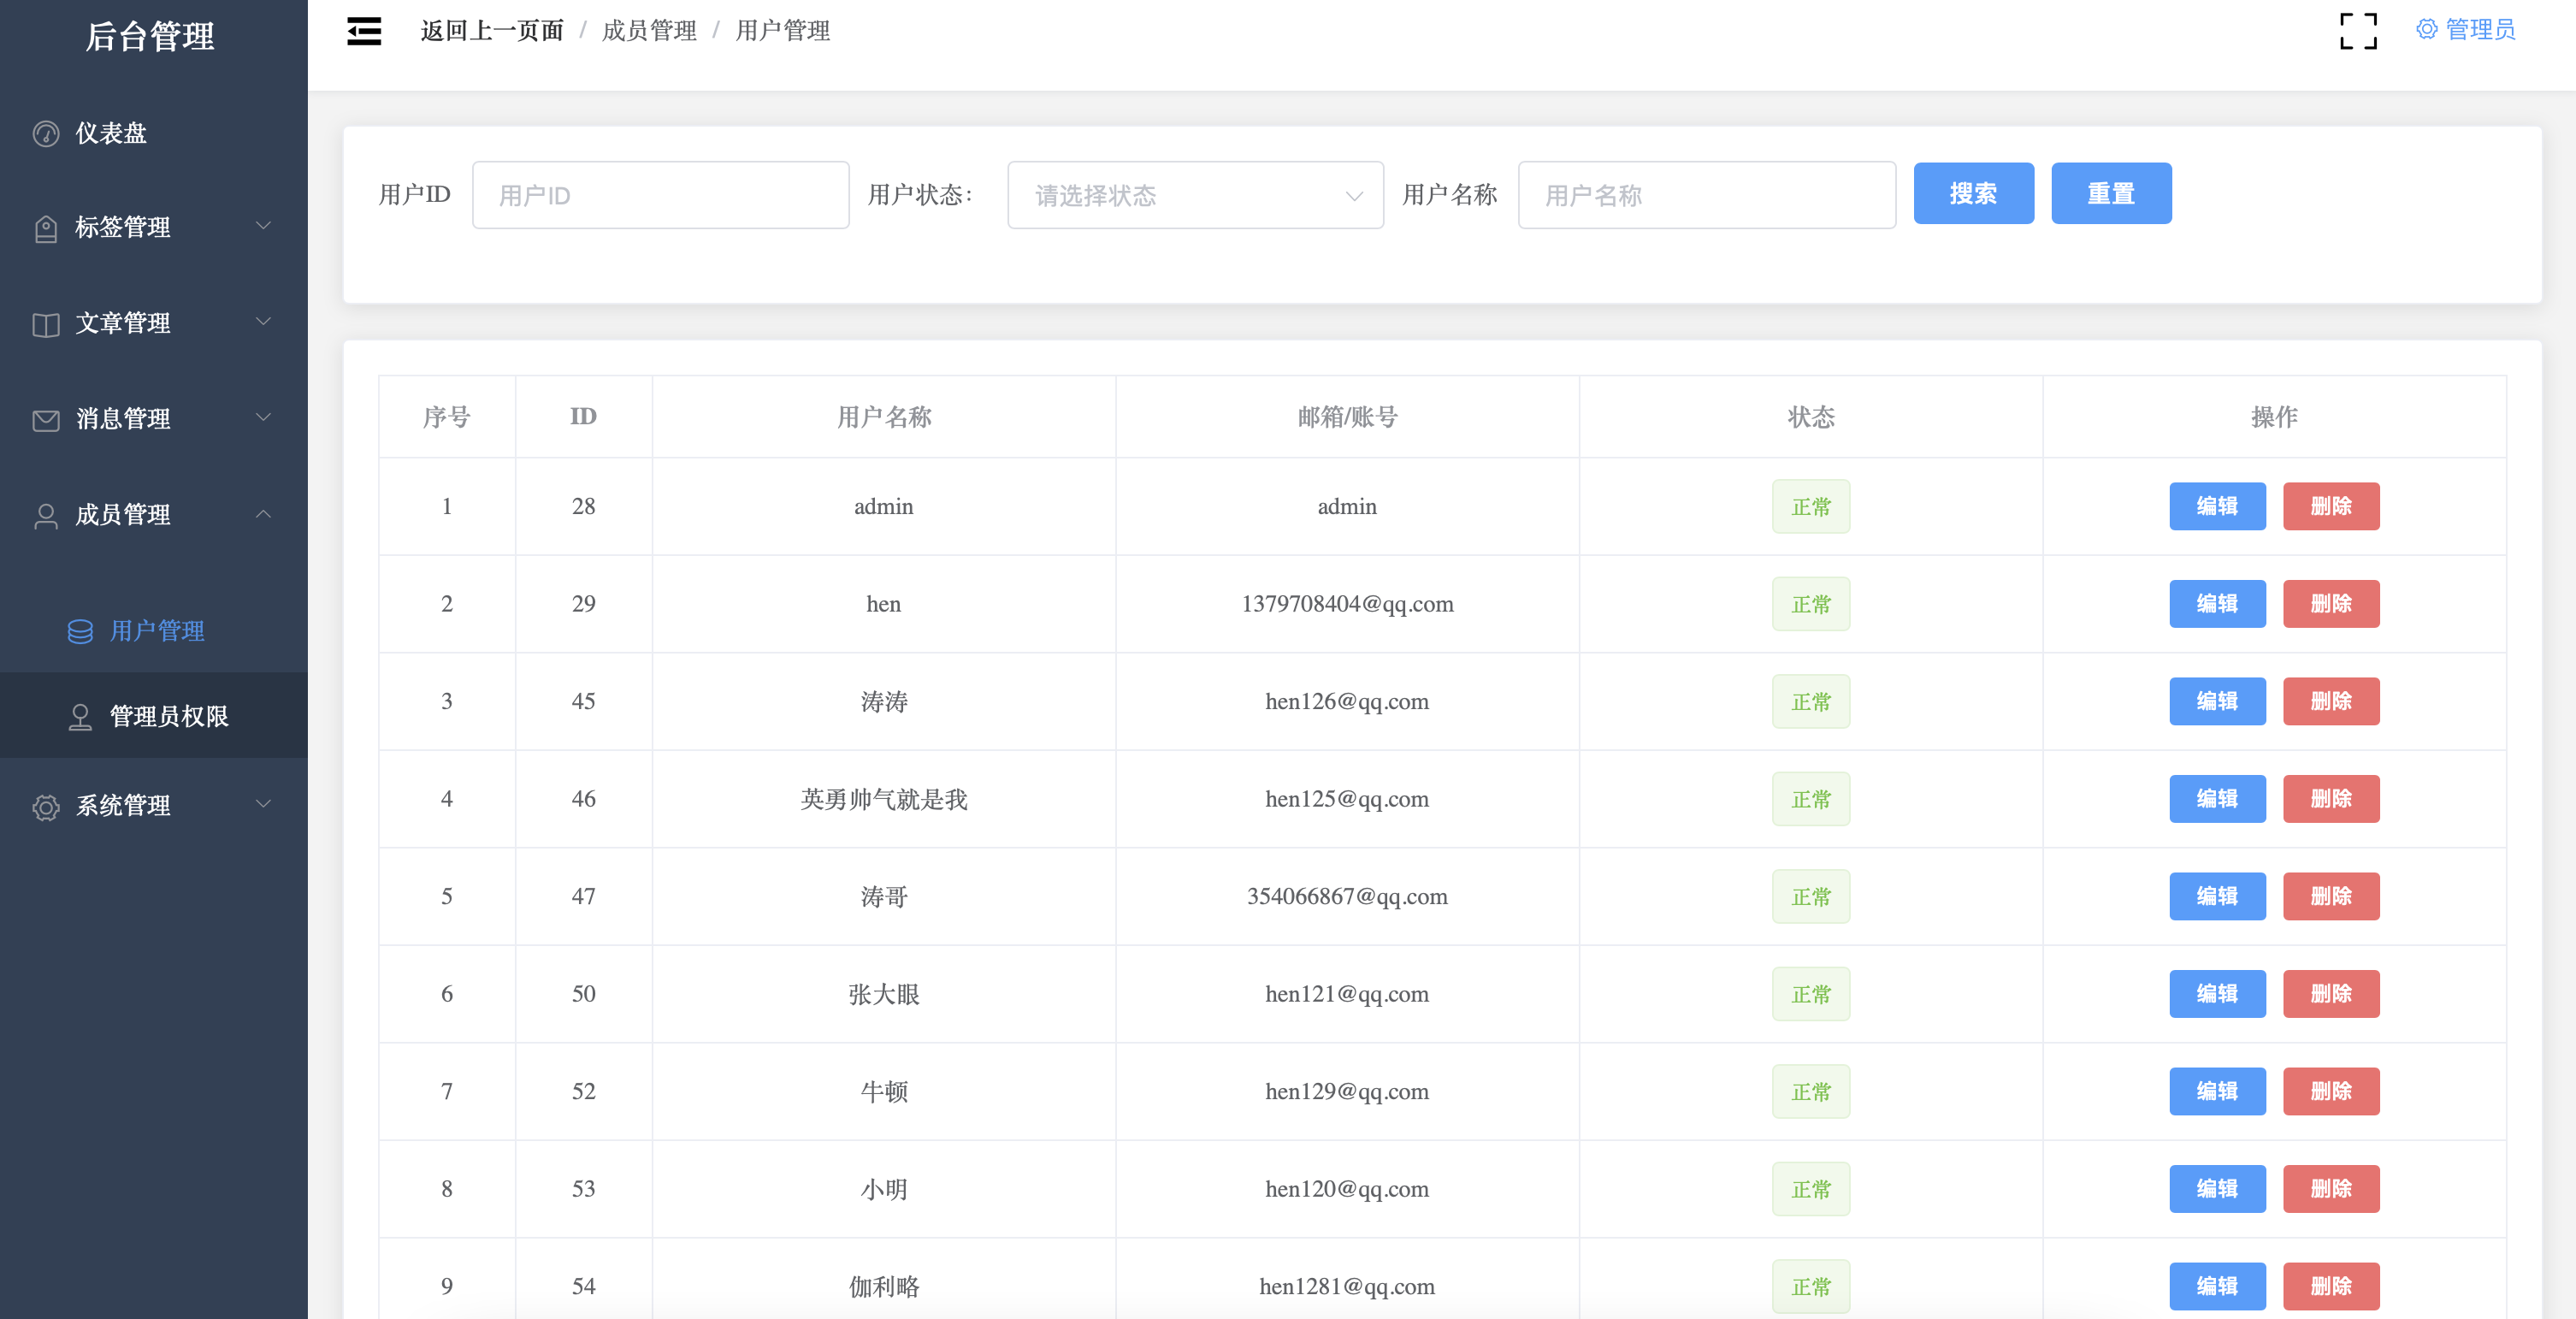 后台管理
仪表盘
标签管理
文章管理
消息管理
成员管理
用户管理
管理员权限
系统管理
返回上一页面 / 成员管理 / 用户管理
管理员
用户ID 用户ID 用户状态： 请选择状态 用户名称 用户名称 搜索 重置
序号 ID 用户名称 邮箱/账号 状态 操作
1 28 admin admin 正常 编辑 删除
2 29 hen 1379708404@qq.com 正常 编辑 删除
3 45 涛涛 hen126@qq.com 正常 编辑 删除
4 46 英勇帅气就是我 hen125@qq.com 正常 编辑 删除
5 47 涛哥 354066867@qq.com 正常 编辑 删除
6 50 张大眼 hen121@qq.com 正常 编辑 删除
7 52 牛顿 hen129@qq.com 正常 编辑 删除
8 53 小明 hen120@qq.com 正常 编辑 删除
9 54 伽利略 hen1281@qq.com 正常 编辑 删除